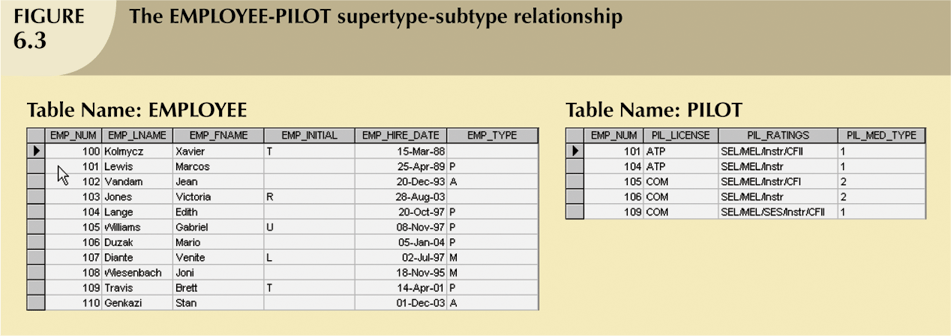 FIGURE 6.3
The EMPLOYEE-PILOT supertype-subtype relationship
Table Name: EMPLOYEE
EMP_NUM EMP_LNAME EMP_FNAME EMP_INITIAL EMP_HIRE_DATE EMP_TYPE
100 Kolmycz Xavier T 15-Mar-88
101 Lewis Marcos 25-Apr-89 P
102 Vandam Jean 20-Dec-93 A
103 Jones Victoria R 28-Aug-03
104 Lange Edith 20-Oct-97 P
105 Williams Gabriel U 08-Nov-97 P
106 Duzak Mario 05-Jan-04 P
107 Diante Venite L 02-Jul-97 M
108 Wiesenbach Joni 18-Nov-95 M
109 Travis Brett T 14-Apr-01 P
110 Genkazi Stan 01-Dec-03 A
Table Name: PILOT
EMP_NUM PIL_LICENSE PIL_RATINGS PIL_MED_TYPE
101 ATP SEL/MEL/Instr/CFII 1
104 ATP SEL/MEL/Instr 1
105 COM SEL/MEL/Instr/CFI 2
106 COM SEL/MEL/Instr 2
109 COM SEL/MEL/SES/Instr/CFII 1